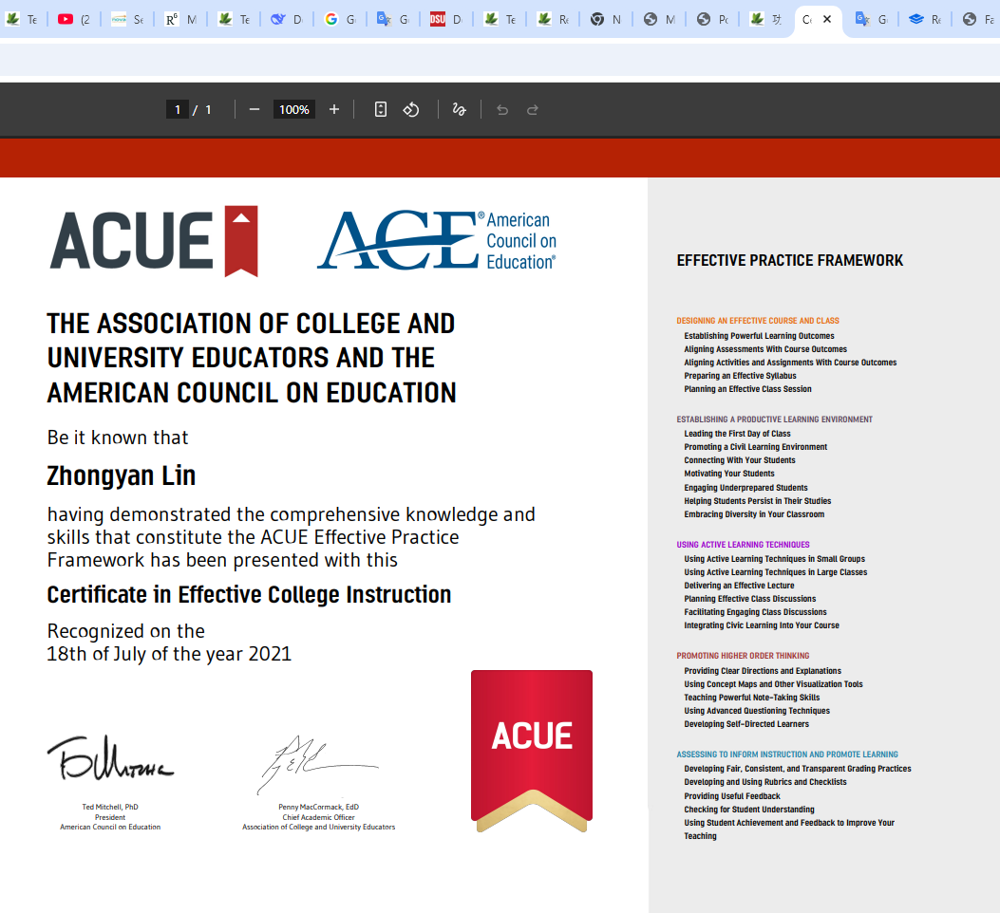 Te
(2
Se
R^G
M
Te
D
G
G
DSU
D
Te
Re
N
M
Po
功
Ce
G
Re
Fa
1 / 1
100%
ACUE
ACE® American
Council on
Education®
THE ASSOCIATION OF COLLEGE AND
UNIVERSITY EDUCATORS AND THE
AMERICAN COUNCIL ON EDUCATION
Be it known that
Zhongyan Lin
having demonstrated the comprehensive knowledge and
skills that constitute the ACUE Effective Practice
Framework has been presented with this
Certificate in Effective College Instruction
Recognized on the
18th of July of the year 2021
ACUE
Ted Mitchell, PhD
President
American Council on Education
Penny MacCormack, EdD
Chief Academic Officer
Association of College and University Educators
EFFECTIVE PRACTICE FRAMEWORK
DESIGNING AN EFFECTIVE COURSE AND CLASS
Establishing Powerful Learning Outcomes
Aligning Assessments With Course Outcomes
Aligning Activities and Assignments With Course Outcomes
Preparing an Effective Syllabus
Planning an Effective Class Session
ESTABLISHING A PRODUCTIVE LEARNING ENVIRONMENT
Leading the First Day of Class
Promoting a Civil Learning Environment
Connecting With Your Students
Motivating Your Students
Engaging Underprepared Students
Helping Students Persist in Their Studies
Embracing Diversity in Your Classroom
USING ACTIVE LEARNING TECHNIQUES
Using Active Learning Techniques in Small Groups
Using Active Learning Techniques in Large Classes
Delivering an Effective Lecture
Planning Effective Class Discussions
Facilitating Engaging Class Discussions
Integrating Civic Learning Into Your Course
PROMOTING HIGHER ORDER THINKING
Providing Clear Directions and Explanations
Using Concept Maps and Other Visualization Tools
Teaching Powerful Note-Taking Skills
Using Advanced Questioning Techniques
Developing Self-Directed Learners
ASSESSING TO INFORM INSTRUCTION AND PROMOTE LEARNING
Developing Fair, Consistent, and Transparent Grading Practices
Developing and Using Rubrics and Checklists
Providing Useful Feedback
Checking for Student Understanding
Using Student Achievement and Feedback to Improve Your
Teaching